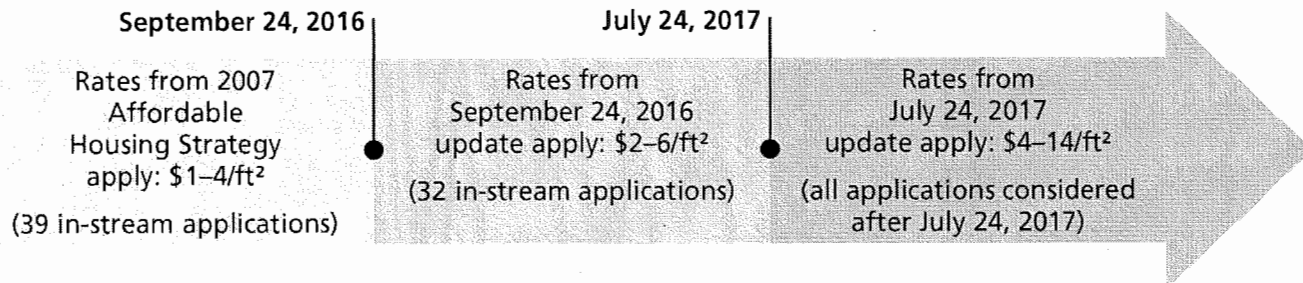 September 24, 2016
July 24, 2017
Rates from 2007
Affordable
Housing Strategy
apply: $1–4/ft²
(39 in-stream applications)
Rates from
September 24, 2016
update apply: $2–6/ft²
(32 in-stream applications)
Rates from
July 24, 2017
update apply: $4–14/ft²
(all applications considered
after July 24, 2017)